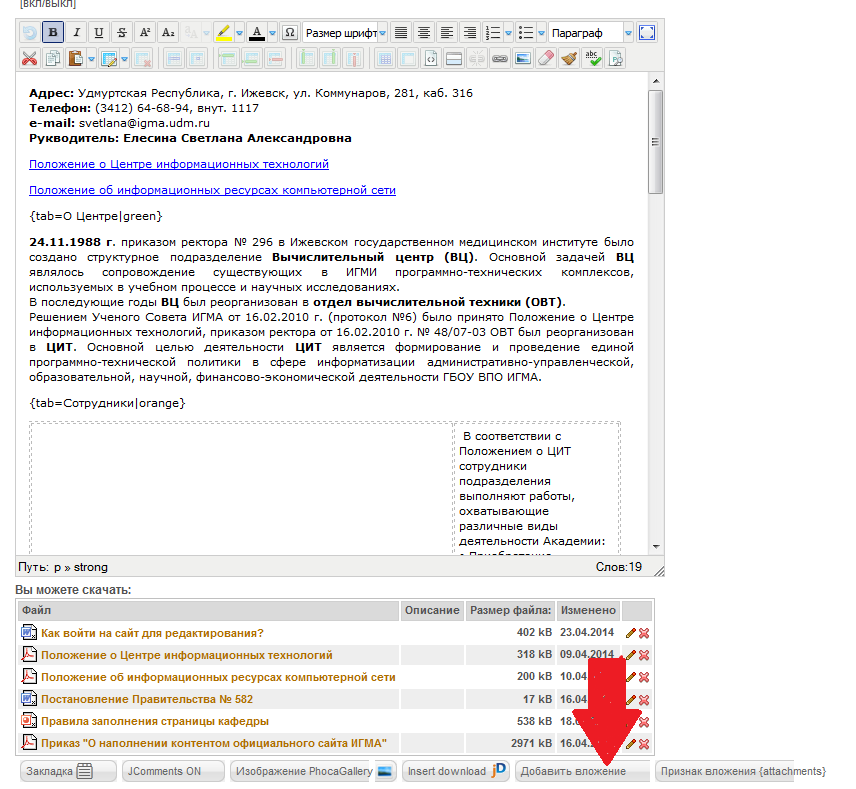 [вкл/выкл]
B I U S A² A₂ A Ω Размер шрифт Параграф
Адрес: Удмуртская Республика, г. Ижевск, ул. Коммунаров, 281, каб. 316
Телефон: (3412) 64-68-94, внут. 1117
e-mail: svetlana@igma.udm.ru
Рукводитель: Елесина Светлана Александровна
Положение о Центре информационных технологий
Положение об информационных ресурсах компьютерной сети
{tab=О Центре|green}
24.11.1988 г. приказом ректора № 296 в Ижевском государственном медицинском институте было
создано структурное подразделение Вычислительный центр (ВЦ). Основной задачей ВЦ
являлось сопровождение существующих в ИГМИ программно-технических комплексов,
используемых в учебном процессе и научных исследованиях.
В последующие годы ВЦ был реорганизован в отдел вычислительной техники (ОВТ).
Решением Ученого Совета ИГМА от 16.02.2010 г. (протокол №6) было принято Положение о Центре
информационных технологий, приказом ректора от 16.02.2010 г. № 48/07-03 ОВТ был реорганизован
в ЦИТ. Основной целью деятельности ЦИТ является формирование и проведение единой
программно-технической политики в сфере информатизации административно-управленческой,
образовательной, научной, финансово-экономической деятельности ГБОУ ВПО ИГМА.
{tab=Сотрудники|orange}
В соответствии с
Положением о ЦИТ
сотрудники
подразделения
выполняют работы,
охватывающие
различные виды
деятельности Академии:
Путь: p » strong Слов:19
Вы можете скачать:
Файл Описание Размер файла: Изменено
Как войти на сайт для редактирования? 402 kB 23.04.2014
Положение о Центре информационных технологий 318 kB 09.04.2014
Положение об информационных ресурсах компьютерной сети 200 kB 10.04
Постановление Правительства № 582 17 kB 16.04
Правила заполнения страницы кафедры 538 kB 18.
Приказ "О наполнении контентом официального сайта ИГМА" 2971 kB 16.04.
Закладка JComments ON Изображение PhocaGallery Insert download jD Добавить вложение Признак вложения {attachments}